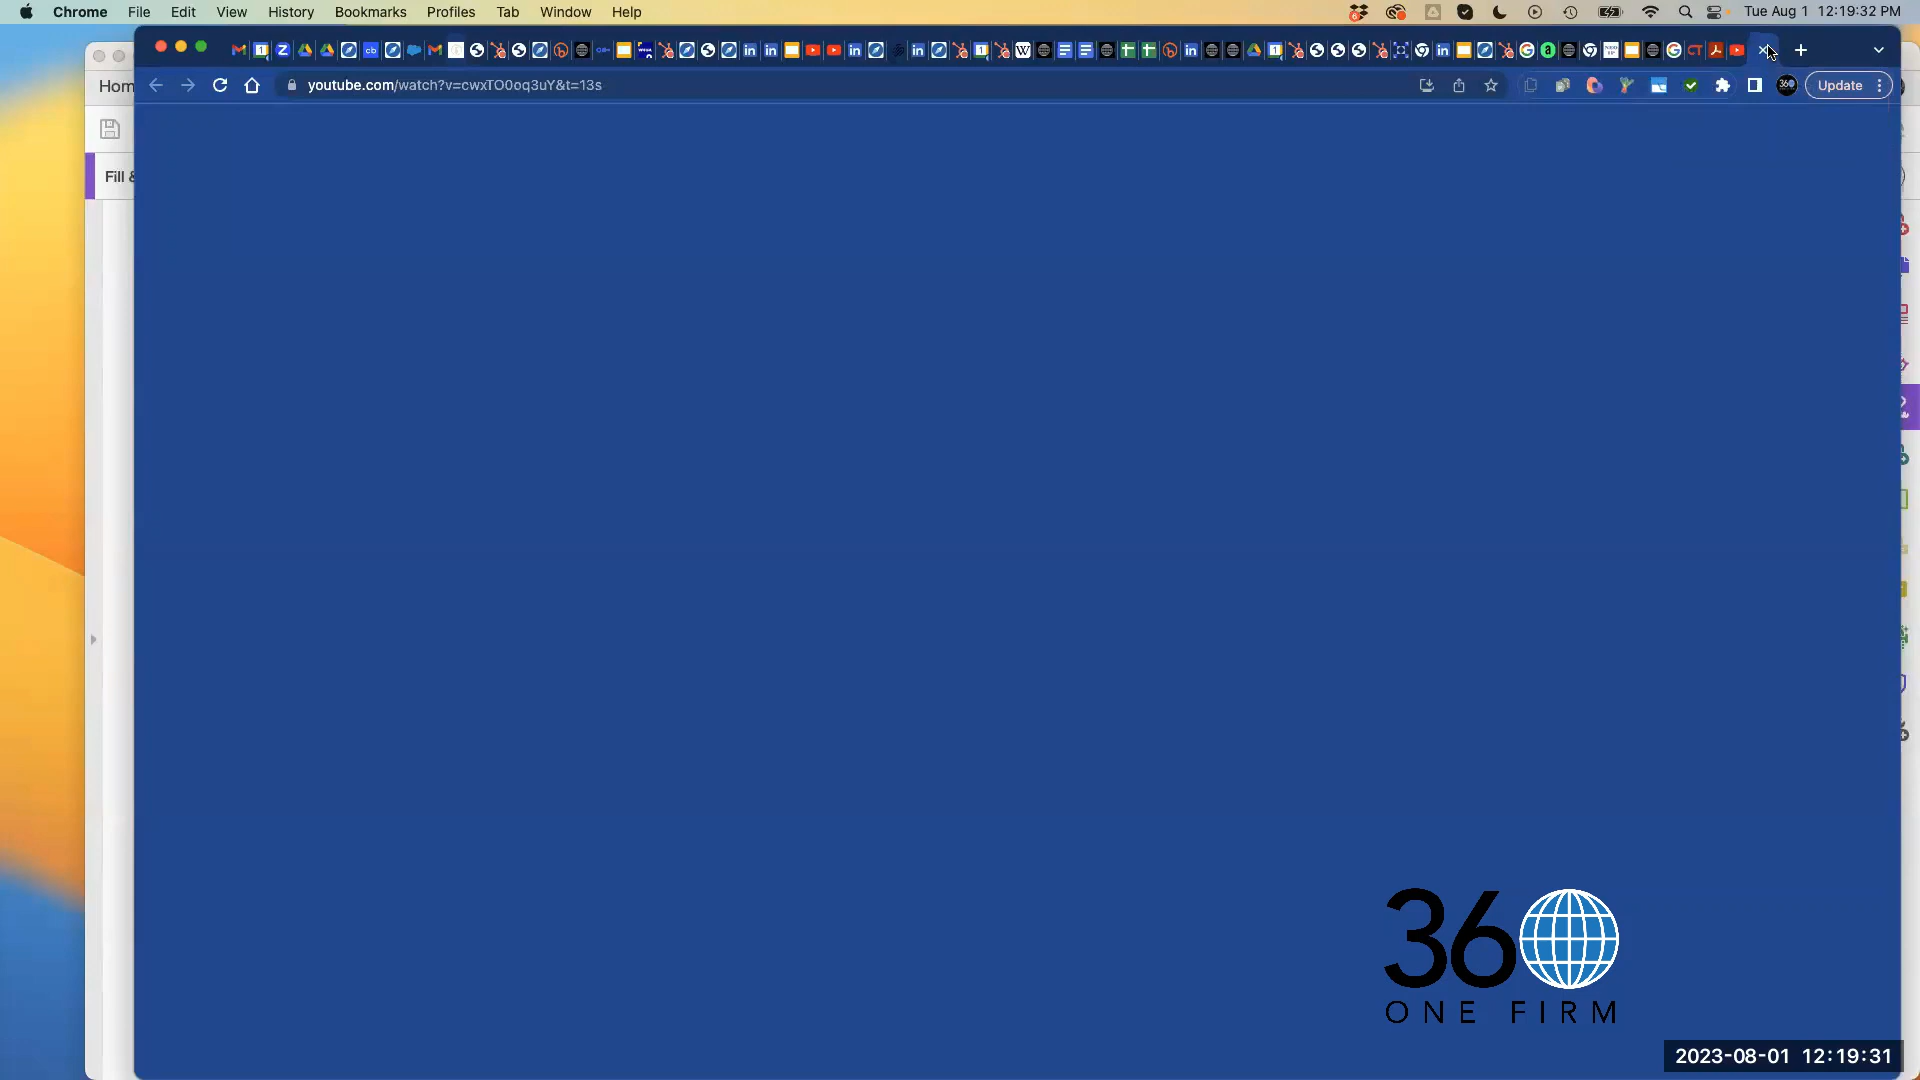 Chrome File Edit View History Bookmarks Profiles Tab Window Help
Tue Aug 1 12:19:32 PM
youtube.com/watch?v=cwxTO0oq3uY&t=13s
Update
Hom
Fill &
360
ONE FIRM
2023-08-01 12:19:31